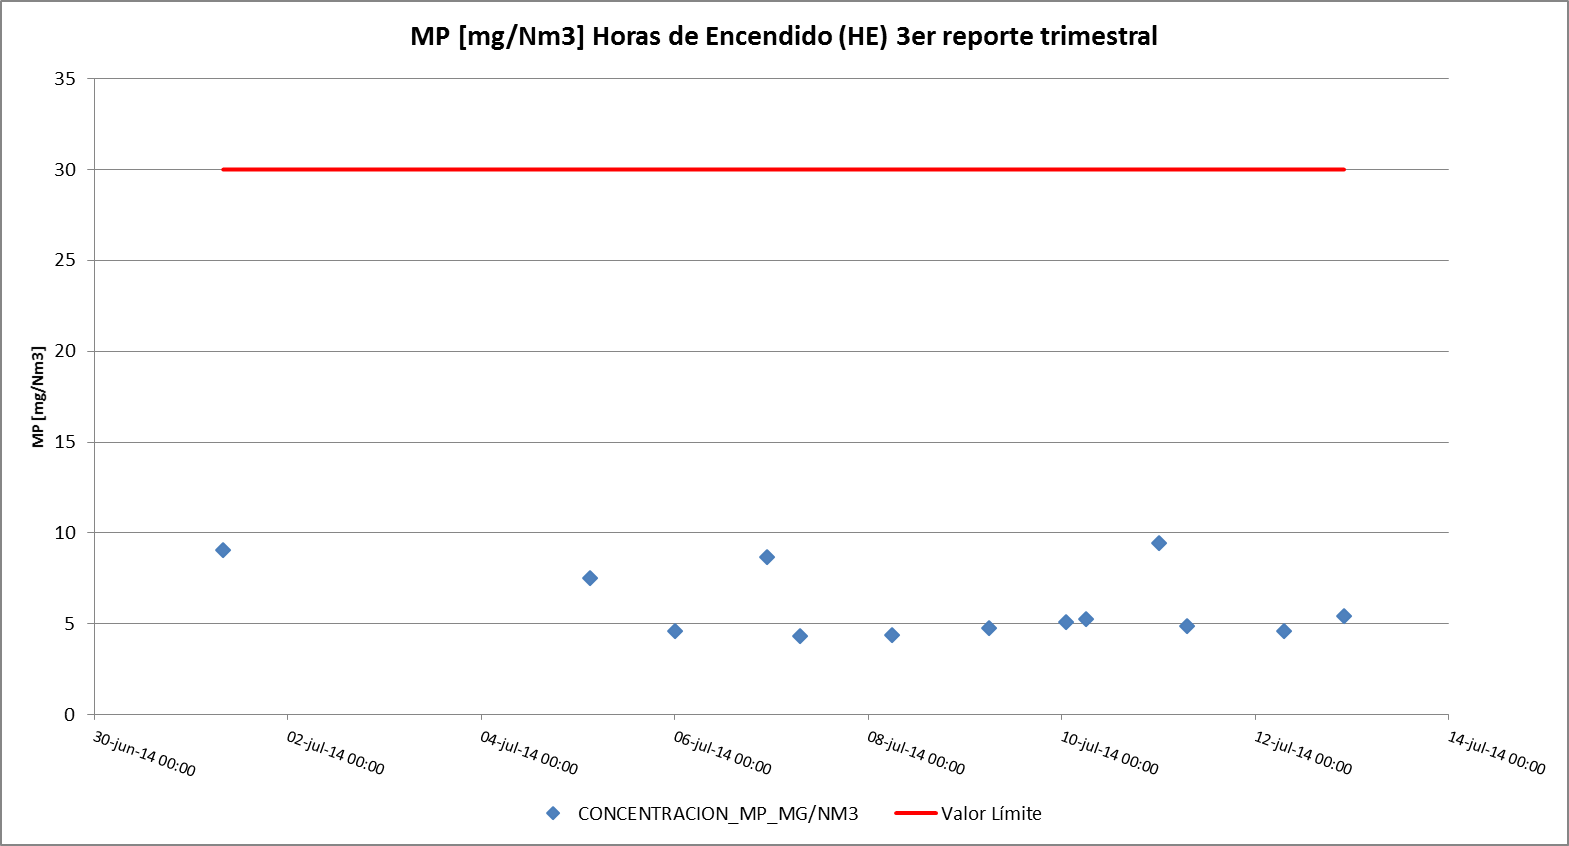 MP [mg/Nm3] Horas de Encendido (HE) 3er reporte trimestral
35
30
25
20
15
10
5
0
MP [mg/Nm3]
30-jun-14 00:00
02-jul-14 00:00
04-jul-14 00:00
06-jul-14 00:00
08-jul-14 00:00
10-jul-14 00:00
12-jul-14 00:00
14-jul-14 00:00
CONCENTRACION_MP_MG/NM3
Valor Límite